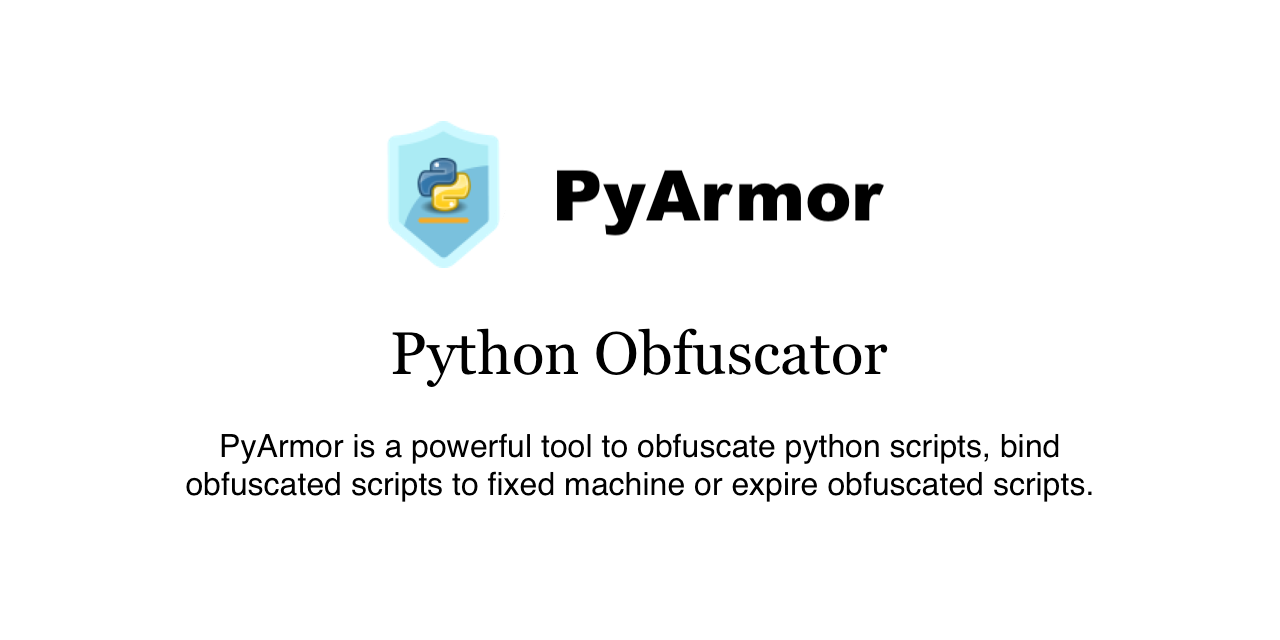 PyArmor
Python Obfuscator
PyArmor is a powerful tool to obfuscate python scripts, bind
obfuscated scripts to fixed machine or expire obfuscated scripts.